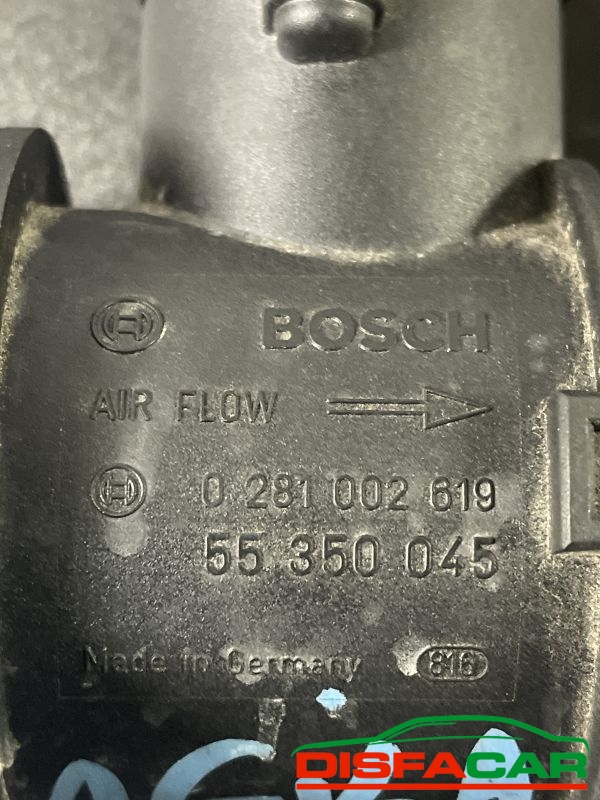 BOSCH
AIR FLOW
0 281 002 619
55 350 045
Made in Germany 816
DISFACAR